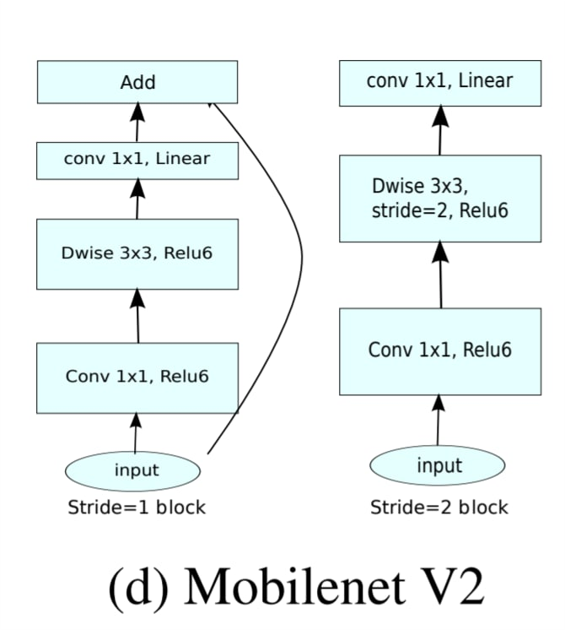 Add
conv 1x1, Linear
Dwise 3x3, Relu6
Conv 1x1, Relu6
input
Stride=1 block
conv 1x1, Linear
Dwise 3x3,
stride=2, Relu6
Conv 1x1, Relu6
input
Stride=2 block
(d) Mobilenet V2